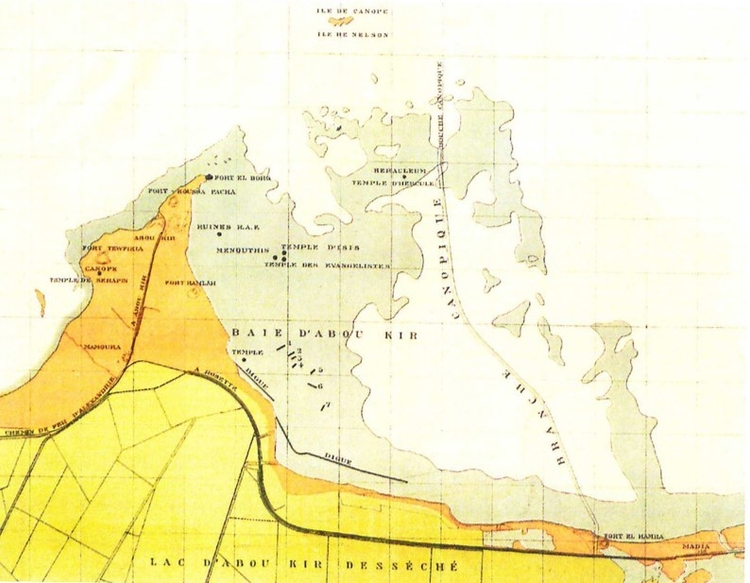 ILE DE CANOPE
ILE DE NELSON
BOUCHE CANOPIQUE
HERACLEUM
TEMPLE D'HERCULE
FORT EL BORG
FORT KOUSSA PACHA
RUINES R.A.F.
ABOU KIR
FORT TEWFIKIA
MENOUTHIS
TEMPLE D'ISIS
TEMPLE DES EVANGELISTES
CANOPE
TEMPLE DE SERAPIS
FORT RAMLAH
A ABOU KIR
BRANCHE CANOPIQUE
BAIE D'ABOU KIR
MAMOURA
TEMPLE
1
2
3
4
5
6
7
A ROSETTE
DIGUE
CHEMIN DE FER D'ALEXANDRIE
DIGUE
FORT EL HAMRA
MADIA
LAC D'ABOU KIR DESSÉCHÉ